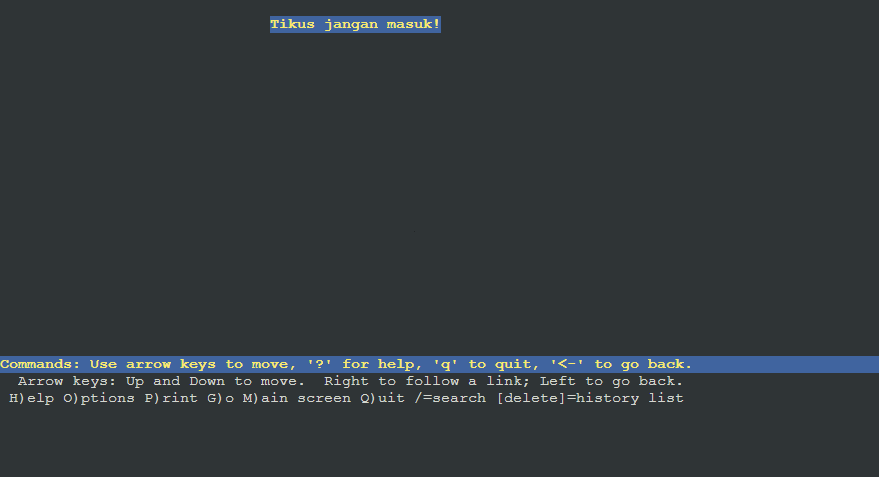 Tikus jangan masuk!
Commands: Use arrow keys to move, '?' for help, 'q' to quit, '<-' to go back.
Arrow keys: Up and Down to move.  Right to follow a link; Left to go back.
H)elp O)ptions P)rint G)o M)ain screen Q)uit /=search [delete]=history list